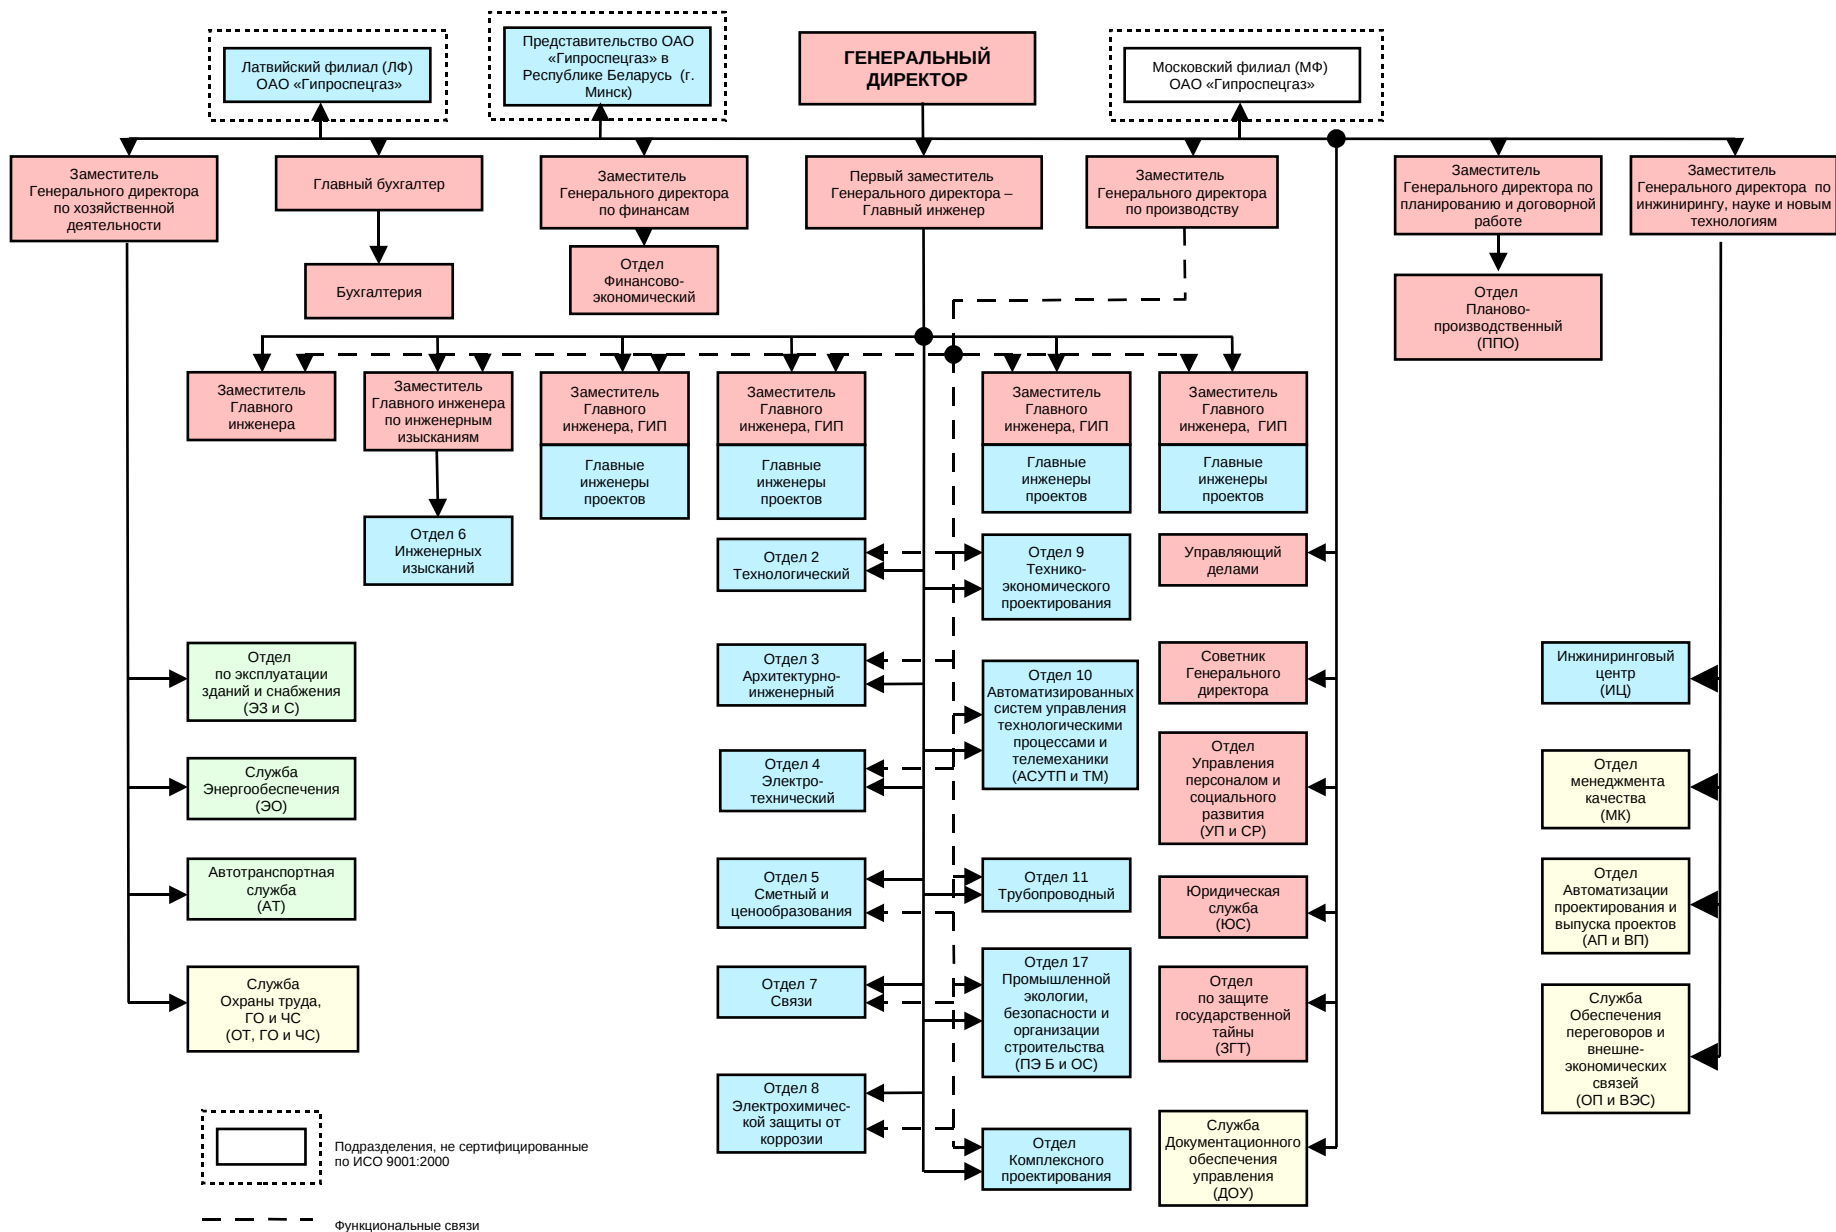 Латвийский филиал (ЛФ)
ОАО «Гипроспецгаз»
Представительство ОАО
«Гипроспецгаз» в
Республике Беларусь (г.
Минск)
ГЕНЕРАЛЬНЫЙ
ДИРЕКТОР
Московский филиал (МФ)
ОАО «Гипроспецгаз»
Заместитель
Генерального директора
по хозяйственной
деятельности
Главный бухгалтер
Заместитель
Генерального директора
по финансам
Первый заместитель
Генерального директора –
Главный инженер
Заместитель
Генерального директора
по производству
Заместитель
Генерального директора по
планированию и договорной
работе
Заместитель
Генерального директора по
инжинирингу, науке и новым
технологиям
Бухгалтерия
Отдел
Финансово-
экономический
Отдел
Планово-
производственный
(ППО)
Заместитель
Главного
инженера
Заместитель
Главного инженера
по инженерным
изысканиям
Заместитель
Главного
инженера, ГИП
Главные
инженеры
проектов
Заместитель
Главного
инженера, ГИП
Главные
инженеры
проектов
Заместитель
Главного
инженера, ГИП
Главные
инженеры
проектов
Заместитель
Главного
инженера, ГИП
Главные
инженеры
проектов
Отдел 6
Инженерных
изысканий
Отдел 2
Технологический
Отдел 9
Технико-
экономического
проектирования
Управляющий
делами
Отдел
по эксплуатации
зданий и снабжения
(ЭЗ и С)
Отдел 3
Архитектурно-
инженерный
Отдел 10
Автоматизированных
систем управления
технологическими
процессами и
телемеханики
(АСУТП и ТМ)
Советник
Генерального
директора
Инжиниринговый
центр
(ИЦ)
Служба
Энергообеспечения
(ЭО)
Отдел 4
Электро-
технический
Отдел
Управления
персоналом и
социального
развития
(УП и СР)
Отдел
менеджмента
качества
(МК)
Автотранспортная
служба
(АТ)
Отдел 5
Сметный и
ценообразования
Отдел 11
Трубопроводный
Юридическая
служба
(ЮС)
Отдел
Автоматизации
проектирования и
выпуска проектов
(АП и ВП)
Служба
Охраны труда,
ГО и ЧС
(ОТ, ГО и ЧС)
Отдел 7
Связи
Отдел 17
Промышленной
экологии,
безопасности и
организации
строительства
(ПЭ Б и ОС)
Отдел
по защите
государственной
тайны
(ЗГТ)
Служба
Обеспечения
переговоров и
внешне-
экономических
связей
(ОП и ВЭС)
Отдел 8
Электрохимичес-
кой защиты от
коррозии
Отдел
Комплексного
проектирования
Служба
Документационного
обеспечения
управления
(ДОУ)
Подразделения, не сертифицированные
по ИСО 9001:2000
Функциональные связи